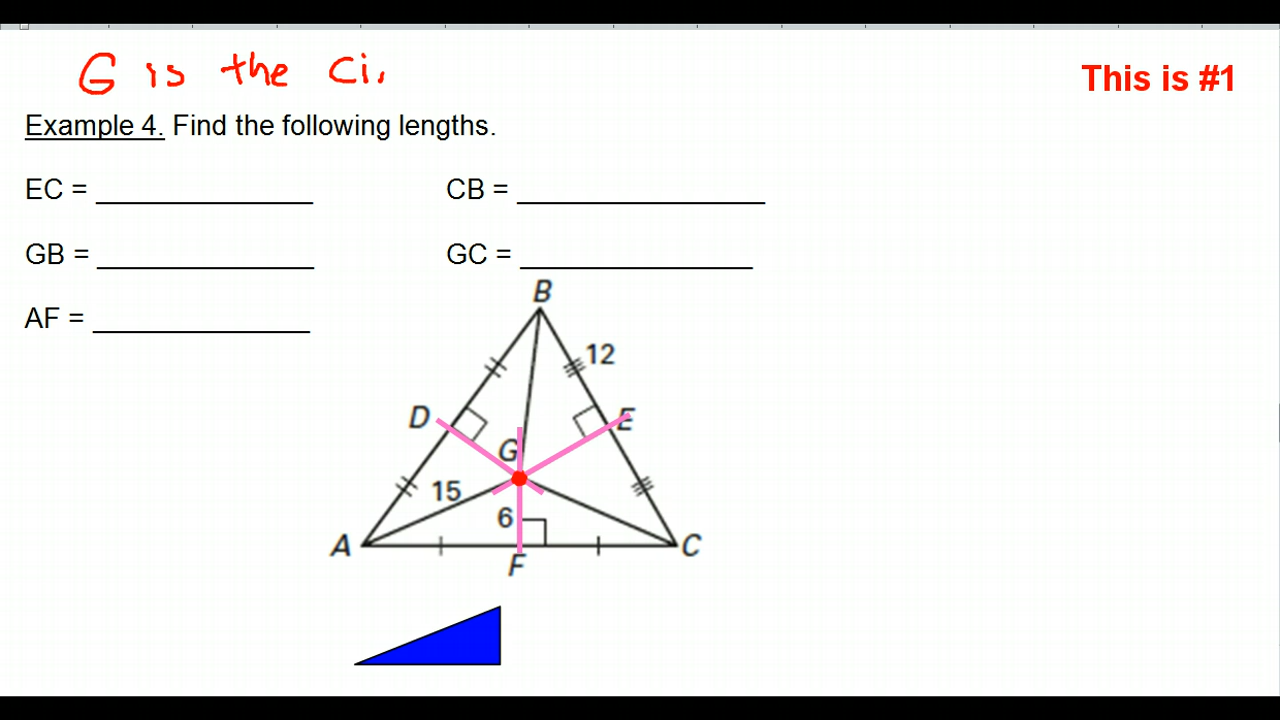 G is the Ci
This is #1
Example 4. Find the following lengths.
EC = ______________ CB = ________________
GB = ______________ GC = _______________
AF = ______________
B
12
D
E
G
15
6
A
C
F